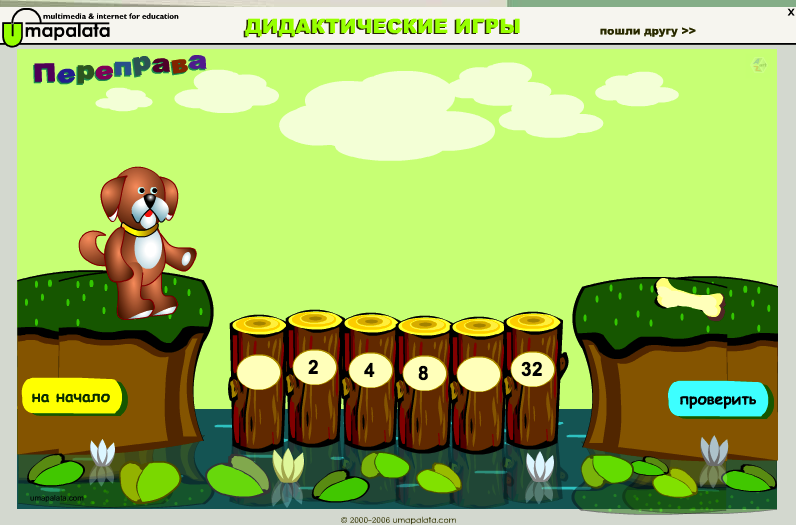 multimedia & internet for education
umapalata
ДИДАКТИЧЕСКИЕ ИГРЫ
пошли другу >>
x
Переправа
2
4
8
32
на начало
проверить
umapalata.com
© 2000-2006 umapalata.com